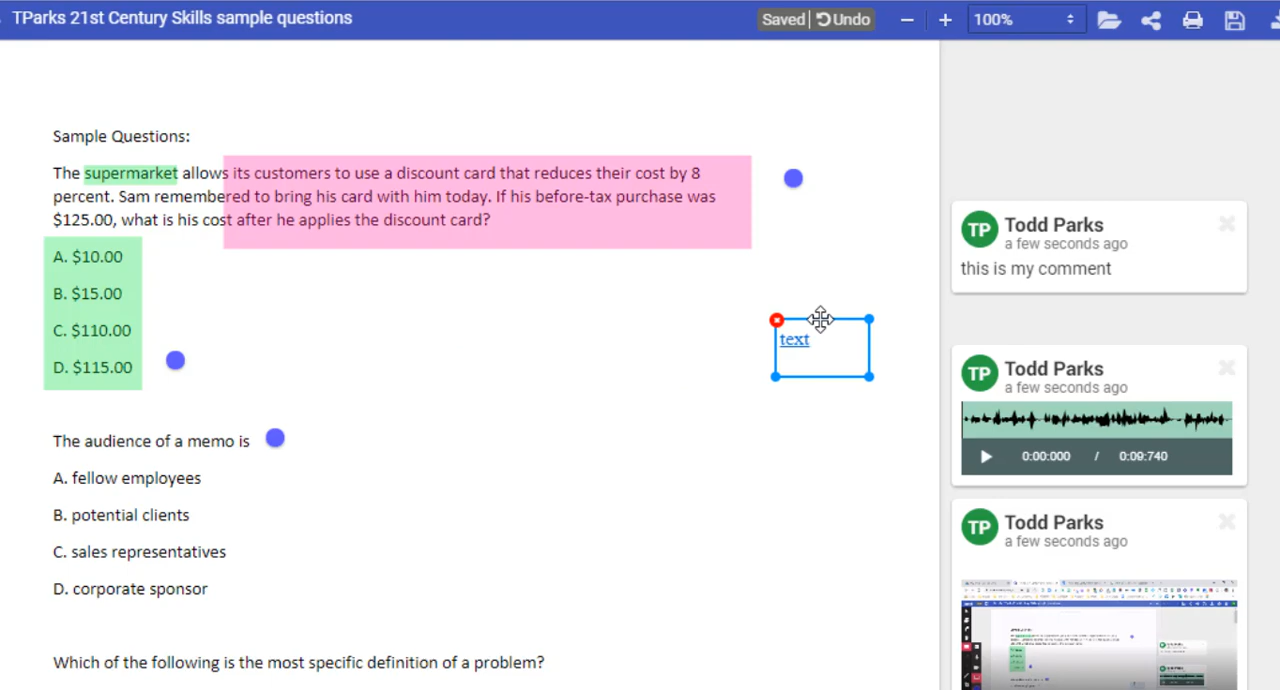 TParks 21st Century Skills sample questions
Saved | Undo
100%
Sample Questions:
The supermarket allows its customers to use a discount card that reduces their cost by 8
percent. Sam remembered to bring his card with him today. If his before-tax purchase was
$125.00, what is his cost after he applies the discount card?
A. $10.00
B. $15.00
C. $110.00
D. $115.00
text
The audience of a memo is
A. fellow employees
B. potential clients
C. sales representatives
D. corporate sponsor
Which of the following is the most specific definition of a problem?
TP
Todd Parks
a few seconds ago
this is my comment
TP
Todd Parks
a few seconds ago
0:00:000 / 0:09:740
TP
Todd Parks
a few seconds ago